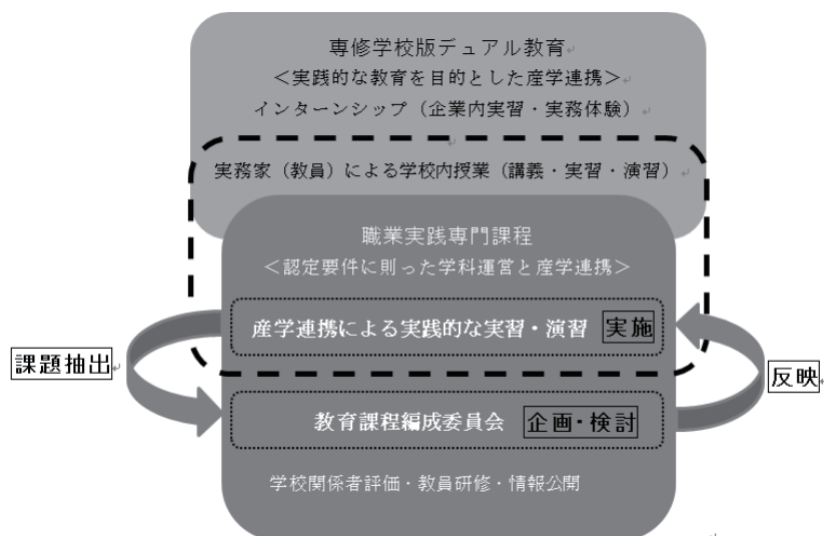 専修学校版デュアル教育
＜実践的な教育を目的とした産学連携＞
インターンシップ（企業内実習・実務体験）
実務家（教員）による学校内授業（講義・実習・演習）
職業実践専門課程
＜認定要件に則った学科運営と産学連携＞
産学連携による実践的な実習・演習 実施
課題抽出
反映
教育課程編成委員会 企画・検討
学校関係者評価・教員研修・情報公開